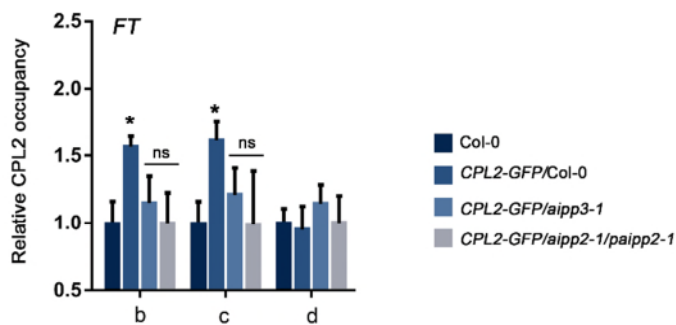 FT
Relative CPL2 occupancy
2.5
2.0
1.5
1.0
0.5
*
ns
*
ns
b
c
d
Col-0
CPL2-GFP/Col-0
CPL2-GFP/aipp3-1
CPL2-GFP/aipp2-1/paipp2-1